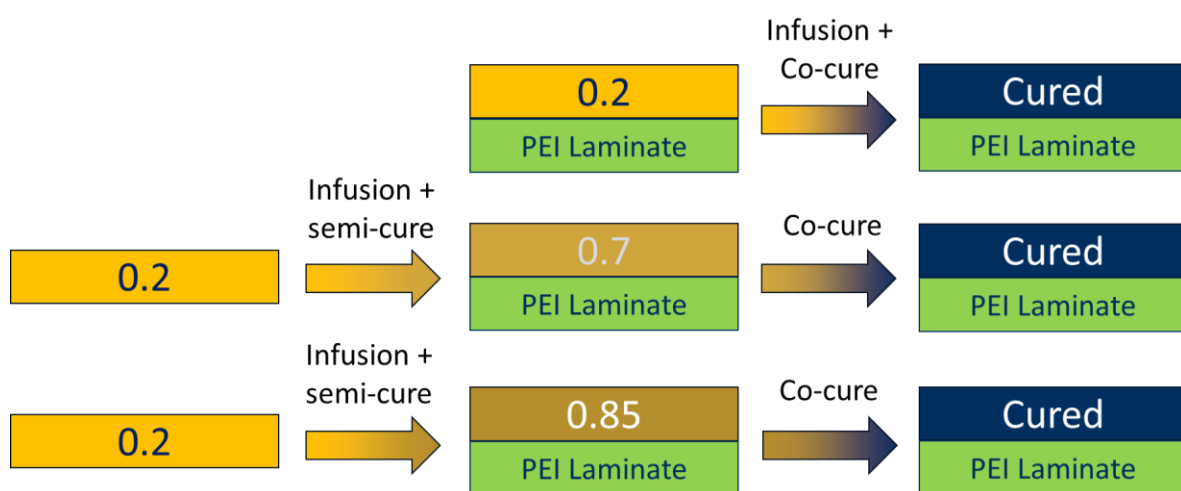 Infusion +
Co-cure
0.2
Cured
PEI Laminate
PEI Laminate
Infusion +
semi-cure
Co-cure
0.2
0.7
Cured
PEI Laminate
PEI Laminate
Infusion +
semi-cure
Co-cure
0.2
0.85
Cured
PEI Laminate
PEI Laminate